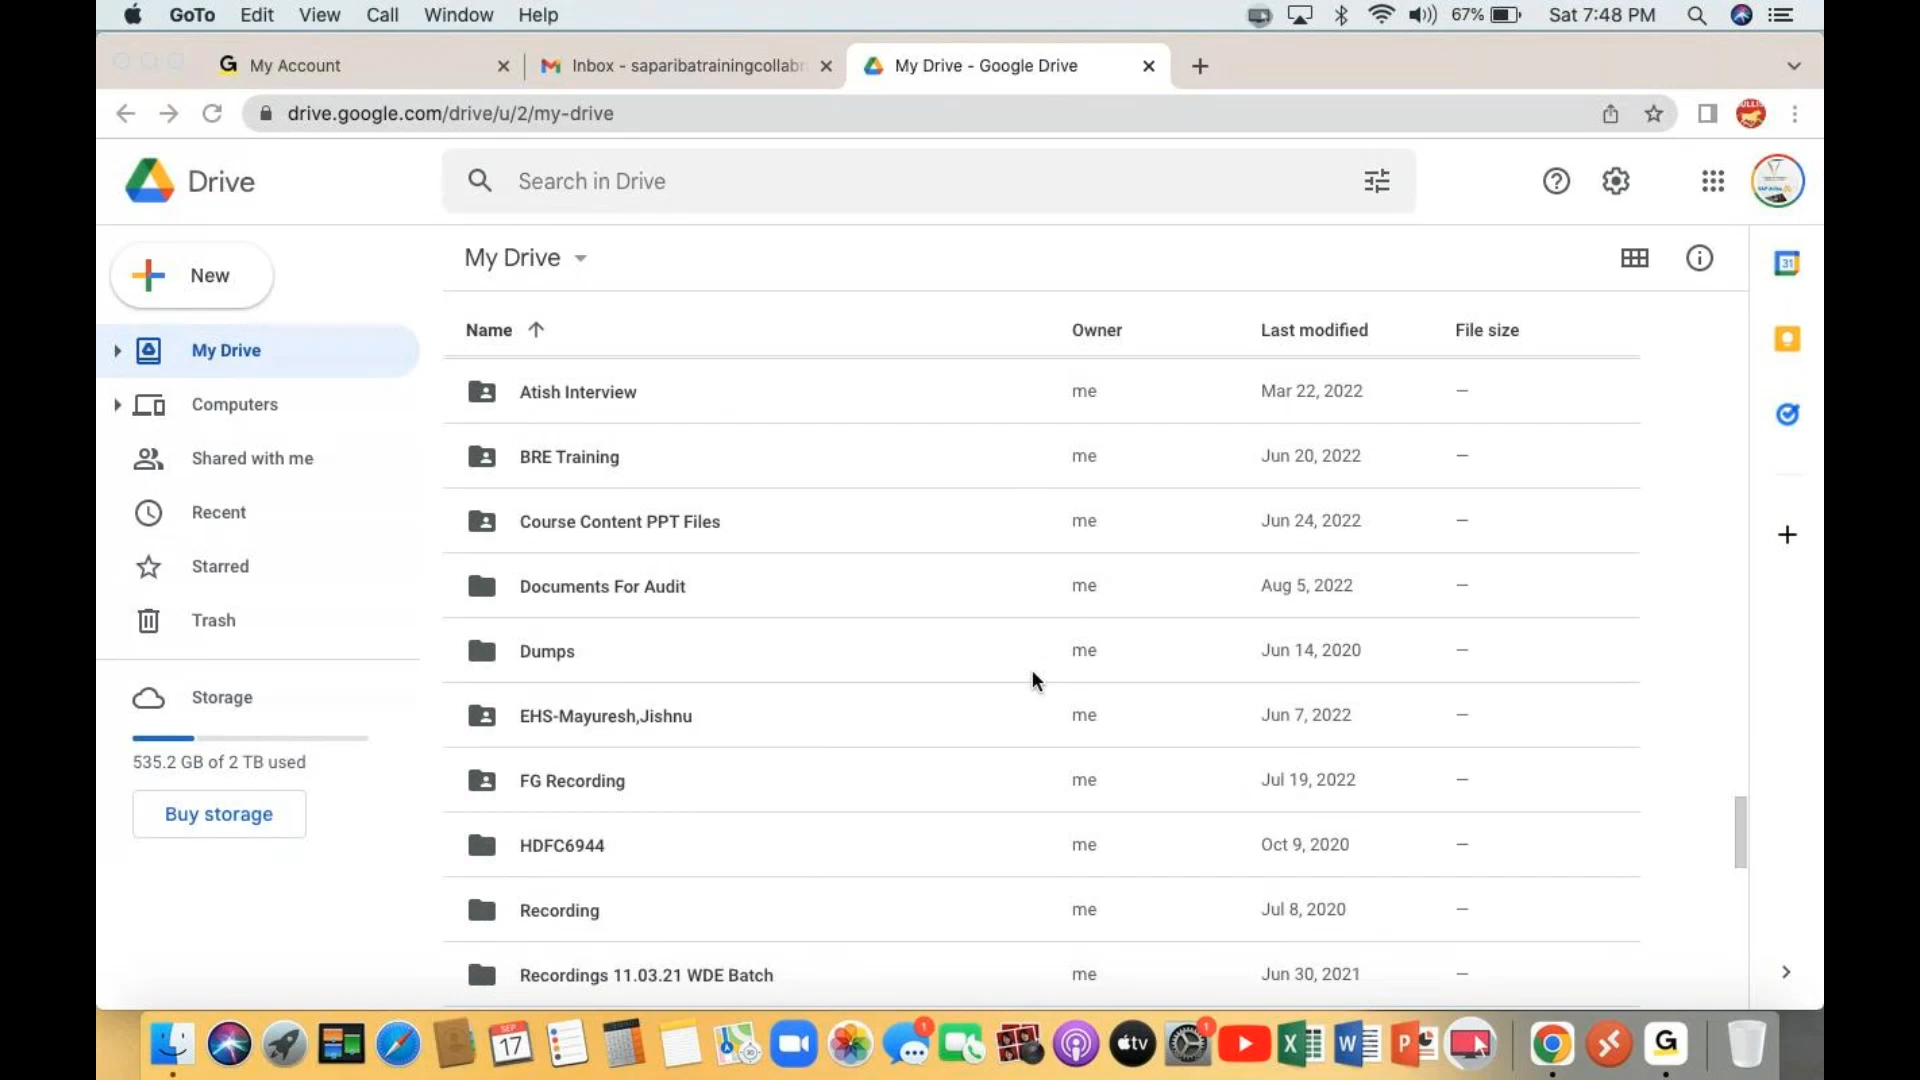 GoTo Edit View Call Window Help 67% Sat 7:48 PM
My Account Inbox - saparibatrainingcollab My Drive - Google Drive
drive.google.com/drive/u/2/my-drive
Drive Search in Drive
New
My Drive
Computers
Shared with me
Recent
Starred
Trash
Storage
535.2 GB of 2 TB used
Buy storage
My Drive
Name Owner Last modified File size
Atish Interview me Mar 22, 2022 —
BRE Training me Jun 20, 2022 —
Course Content PPT Files me Jun 24, 2022 —
Documents For Audit me Aug 5, 2022 —
Dumps me Jun 14, 2020 —
EHS-Mayuresh,Jishnu me Jun 7, 2022 —
FG Recording me Jul 19, 2022 —
HDFC6944 me Oct 9, 2020 —
Recording me Jul 8, 2020 —
Recordings 11.03.21 WDE Batch me Jun 30, 2021 —
31
SEP
17
1
tv
1
X
W
P
G